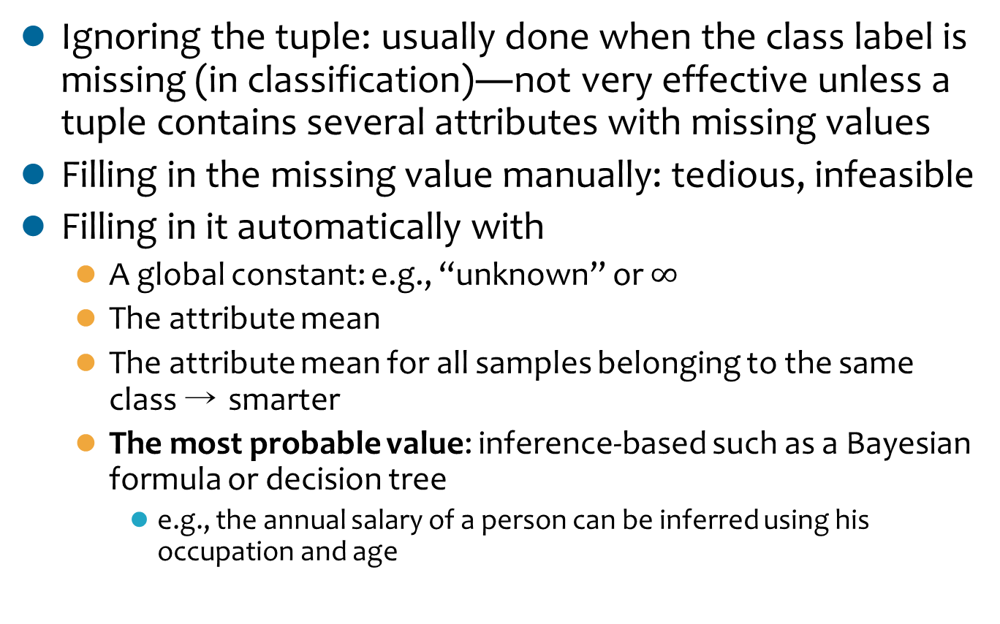 Ignoring the tuple: usually done when the class label is
missing (in classification)—not very effective unless a
tuple contains several attributes with missing values
Filling in the missing value manually: tedious, infeasible
Filling in it automatically with
A global constant: e.g., “unknown” or ∞
The attribute mean
The attribute mean for all samples belonging to the same
class → smarter
The most probable value: inference-based such as a Bayesian
formula or decision tree
e.g., the annual salary of a person can be inferred using his
occupation and age